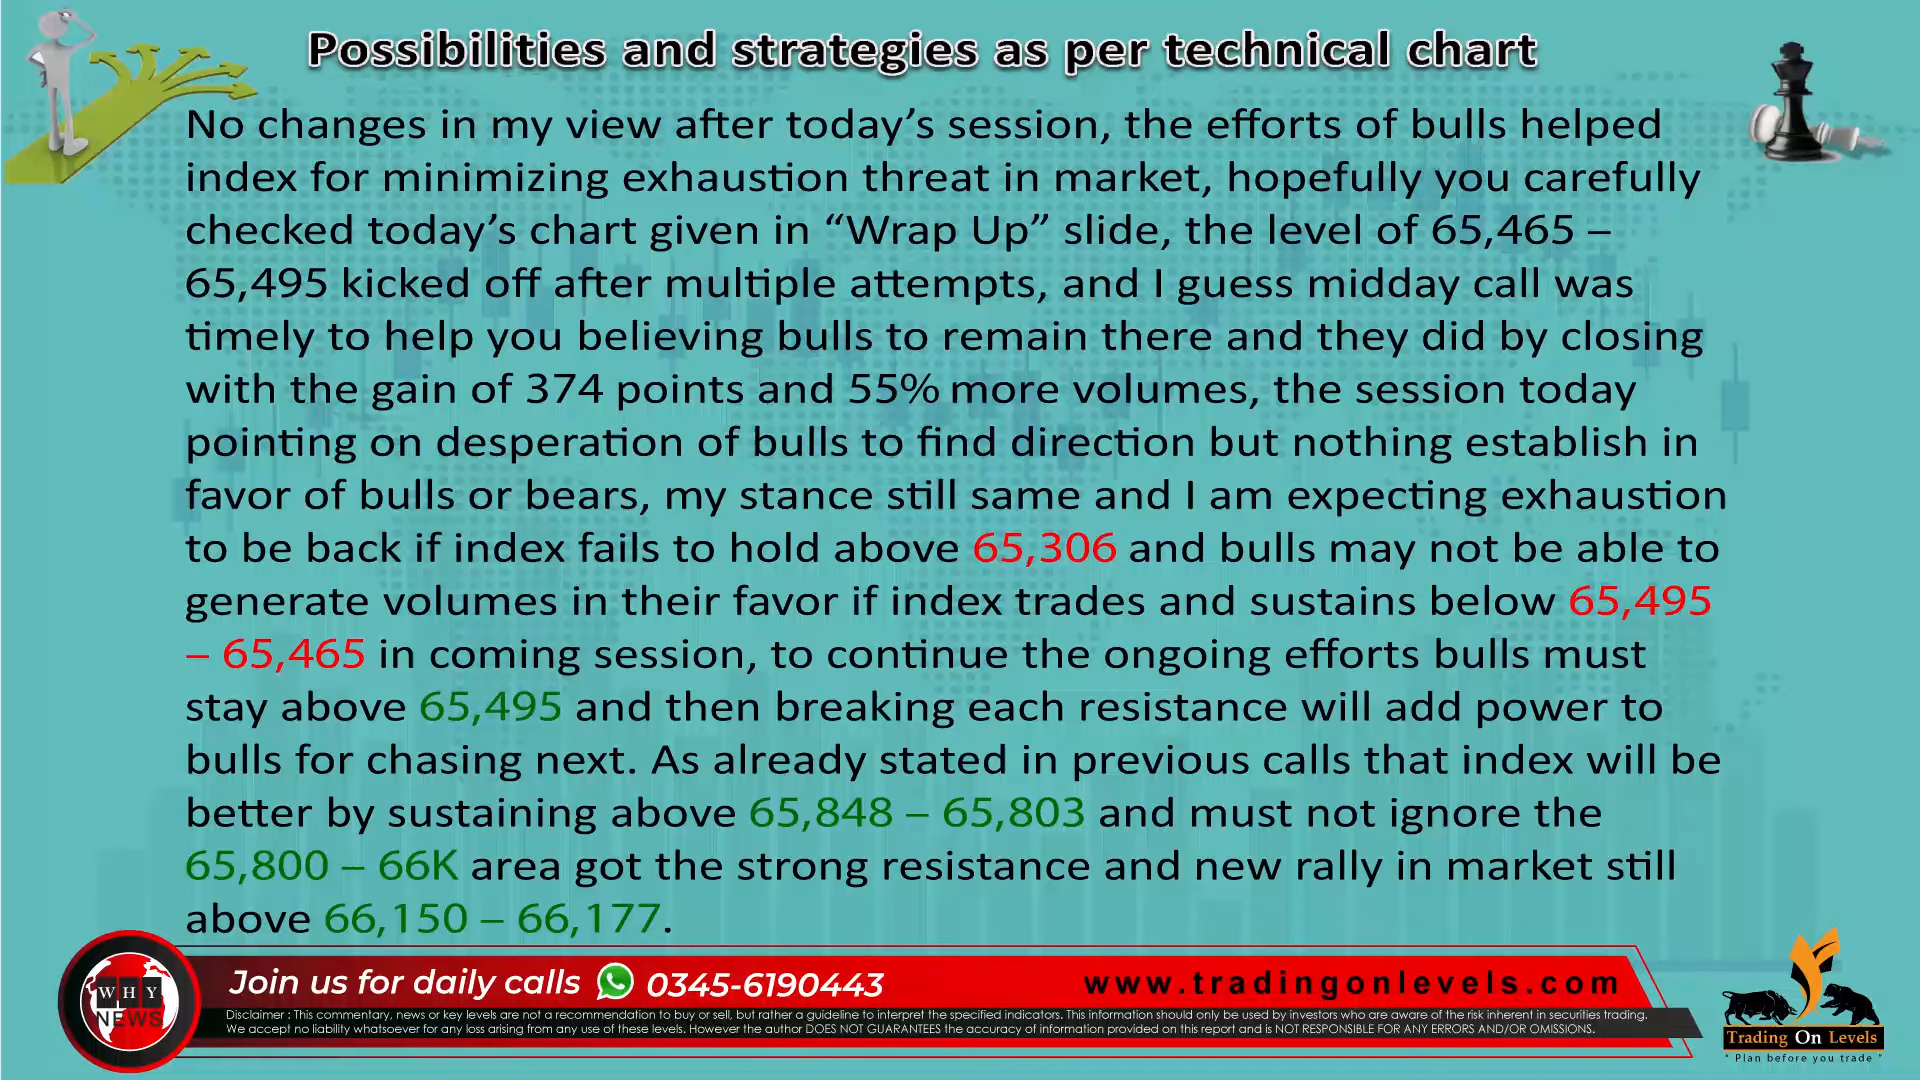 Possibilities and strategies as per technical chart
No changes in my view after today’s session, the efforts of bulls helped
index for minimizing exhaustion threat in market, hopefully you carefully
checked today’s chart given in “Wrap Up” slide, the level of 65,465 –
65,495 kicked off after multiple attempts, and I guess midday call was
timely to help you believing bulls to remain there and they did by closing
with the gain of 374 points and 55% more volumes, the session today
pointing on desperation of bulls to find direction but nothing establish in
favor of bulls or bears, my stance still same and I am expecting exhaustion
to be back if index fails to hold above 65,306 and bulls may not be able to
generate volumes in their favor if index trades and sustains below 65,495
– 65,465 in coming session, to continue the ongoing efforts bulls must
stay above 65,495 and then breaking each resistance will add power to
bulls for chasing next. As already stated in previous calls that index will be
better by sustaining above 65,848 – 65,803 and must not ignore the
65,800 – 66K area got the strong resistance and new rally in market still
above 66,150 – 66,177.
WHY
NEWS
Join us for daily calls 0345-6190443
www.tradingonlevels.com
Disclaimer : This commentary, news or key levels are not a recommendation to buy or sell, but rather a guideline to interpret the specified indicators. This information should only be used by investors who are aware of the risk inherent in securities trading.
We accept no liability whatsoever for any loss arising from any use of these levels. However the author DOES NOT GUARANTEES the accuracy of information provided on this report and is NOT RESPONSIBLE FOR ANY ERRORS AND/OR OMISSIONS.
Trading On Levels
" Plan before you trade "